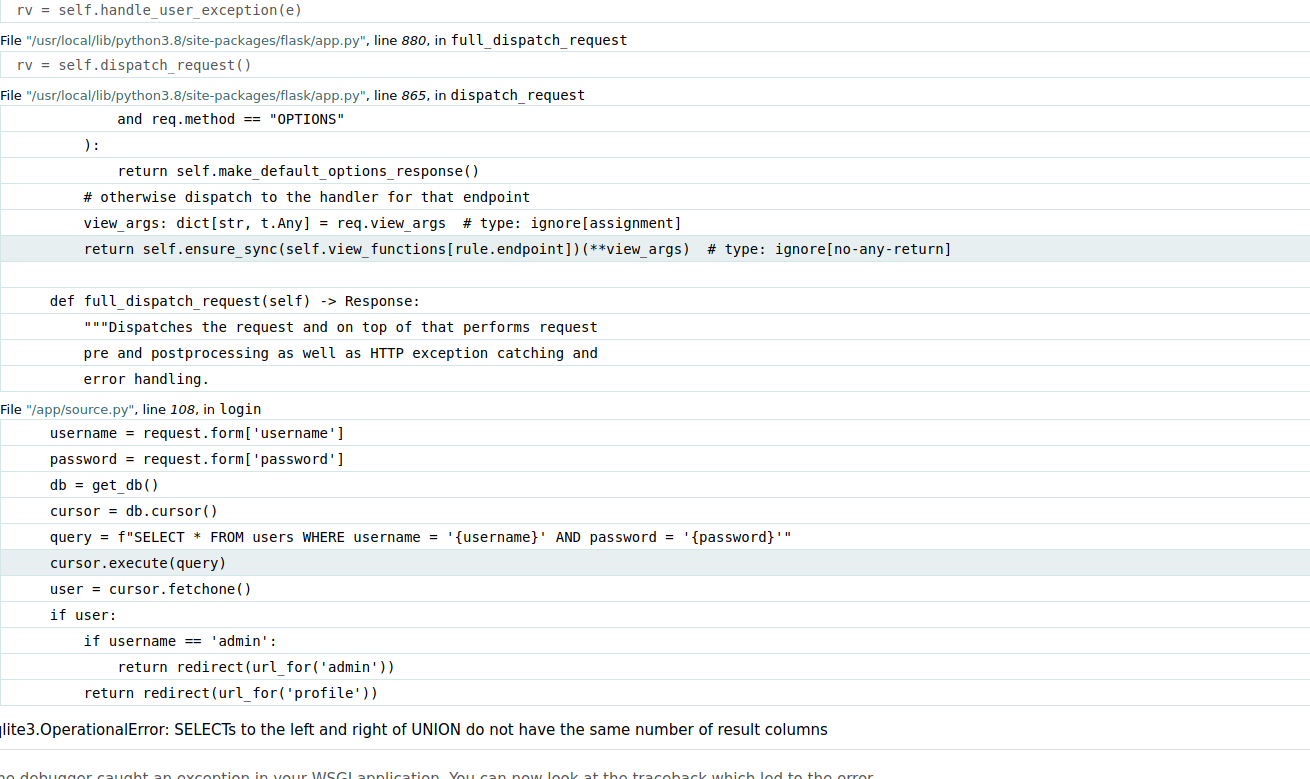 rv = self.handle_user_exception(e)
File "/usr/local/lib/python3.8/site-packages/flask/app.py", line 880, in full_dispatch_request
rv = self.dispatch_request()
File "/usr/local/lib/python3.8/site-packages/flask/app.py", line 865, in dispatch_request
and req.method == "OPTIONS"
):
return self.make_default_options_response()
# otherwise dispatch to the handler for that endpoint
view_args: dict[str, t.Any] = req.view_args  # type: ignore[assignment]
return self.ensure_sync(self.view_functions[rule.endpoint])(**view_args)  # type: ignore[no-any-return]
def full_dispatch_request(self) -> Response:
"""Dispatches the request and on top of that performs request
pre and postprocessing as well as HTTP exception catching and
error handling.
File "/app/source.py", line 108, in login
username = request.form['username']
password = request.form['password']
db = get_db()
cursor = db.cursor()
query = f"SELECT * FROM users WHERE username = '{username}' AND password = '{password}'"
cursor.execute(query)
user = cursor.fetchone()
if user:
if username == 'admin':
return redirect(url_for('admin'))
return redirect(url_for('profile'))
qlite3.OperationalError: SELECTs to the left and right of UNION do not have the same number of result columns
he debugger caught an exception in your WSGI application. You can now look at the traceback which led to the error.